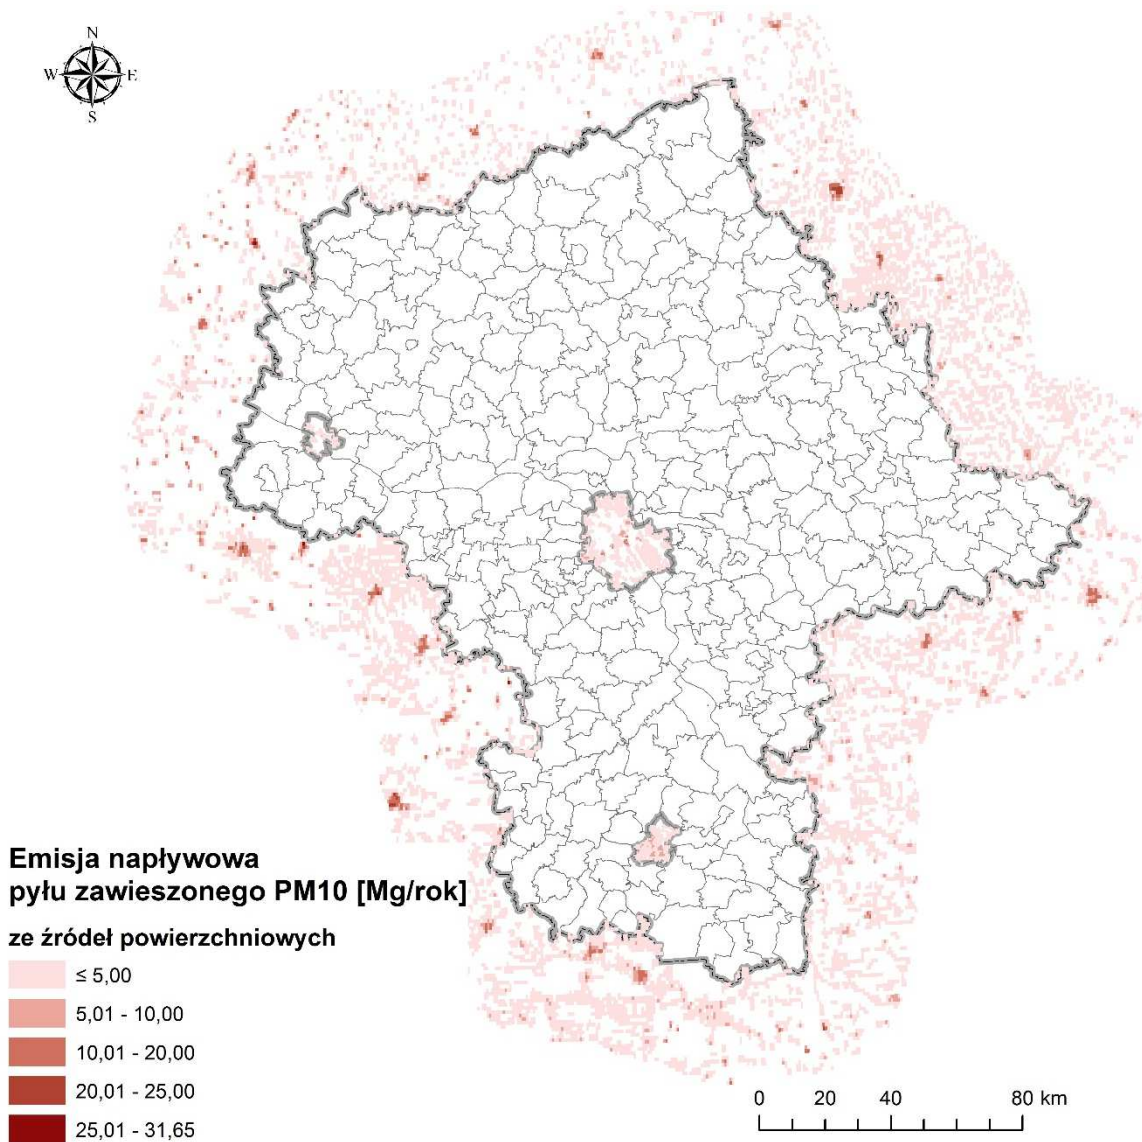 N
W E
S
Emisja napływowa
pyłu zawieszonego PM10 [Mg/rok]
ze źródeł powierzchniowych
≤ 5,00
5,01 - 10,00
10,01 - 20,00
20,01 - 25,00
25,01 - 31,65
0 20 40 80 km